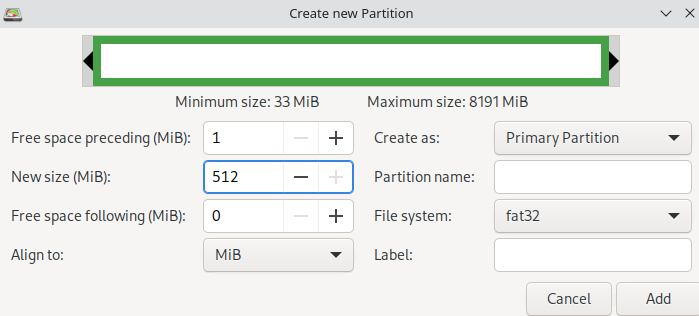 Create new Partition
Minimum size: 33 MiB Maximum size: 8191 MiB
Free space preceding (MiB): 1 Create as: Primary Partition
New size (MiB): 512 Partition name:
Free space following (MiB): 0 File system: fat32
Align to: MiB Label:
Cancel Add